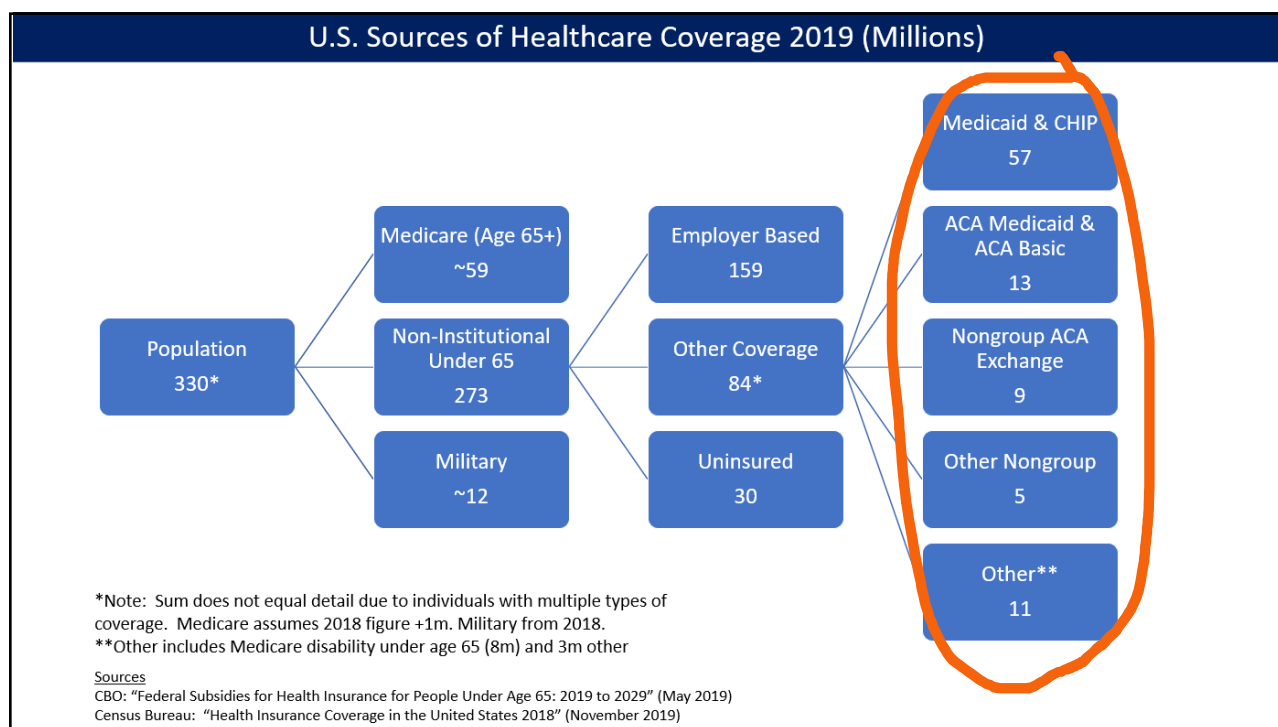 U.S. Sources of Healthcare Coverage 2019 (Millions)
Population
330*
Medicare (Age 65+)
~59
Non-Institutional
Under 65
273
Military
~12
Employer Based
159
Other Coverage
84*
Uninsured
30
Medicaid & CHIP
57
ACA Medicaid &
ACA Basic
13
Nongroup ACA
Exchange
9
Other Nongroup
5
Other**
11
*Note:  Sum does not equal detail due to individuals with multiple types of
coverage.  Medicare assumes 2018 figure +1m. Military from 2018.
**Other includes Medicare disability under age 65 (8m) and 3m other
Sources
CBO: “Federal Subsidies for Health Insurance for People Under Age 65: 2019 to 2029” (May 2019)
Census Bureau:  “Health Insurance Coverage in the United States 2018” (November 2019)